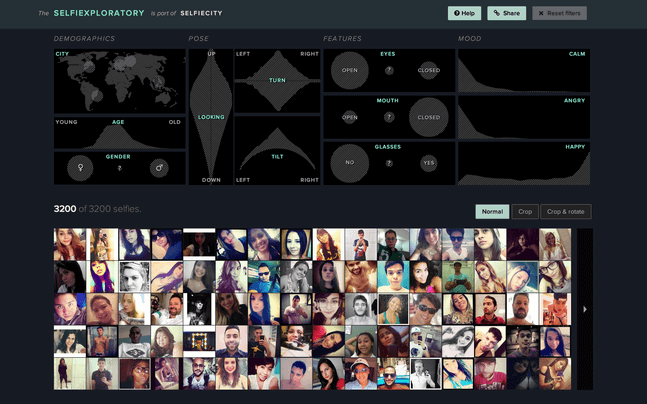 The SELFIEXPLORATORY is part of SELFIECITY
Help
Share
Reset filters
DEMOGRAPHICS
POSE
FEATURES
MOOD
CITY
YOUNG AGE OLD
GENDER
♀ ? ♂
UP
LOOKING
DOWN
LEFT RIGHT
TURN
TILT
LEFT RIGHT
EYES
OPEN ? CLOSED
MOUTH
OPEN ? CLOSED
GLASSES
NO ? YES
CALM
ANGRY
HAPPY
3200 of 3200 selfies.
Normal
Crop
Crop & rotate